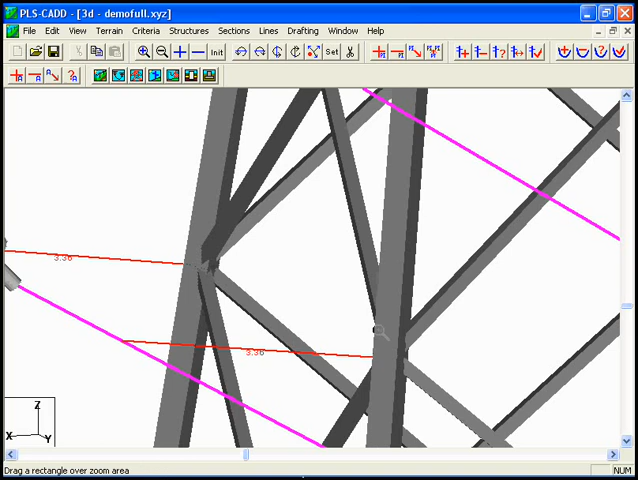 PLS-CADD - [3d - demofull.xyz]
File Edit View Terrain Criteria Structures Sections Lines Drafting Window Help
Init Set
A A A ?A
3.36
3.36
Z
X Y
Drag a rectangle over zoom area NUM